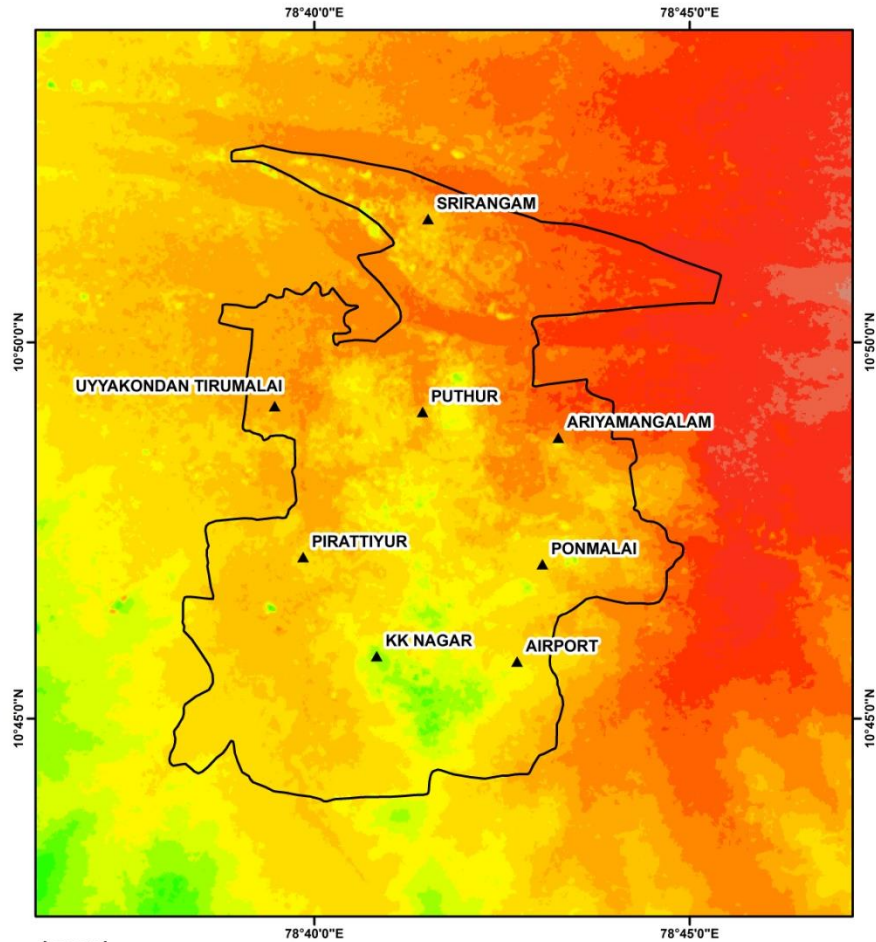 78°40'0"E 78°45'0"E
SRIRANGAM
10°50'0"N 10°50'0"N
UYYAKONDAN TIRUMALAI
PUTHUR
ARIYAMANGALAM
PIRATTIYUR
PONMALAI
KK NAGAR
AIRPORT
10°45'0"N 10°45'0"N
78°40'0"E 78°45'0"E